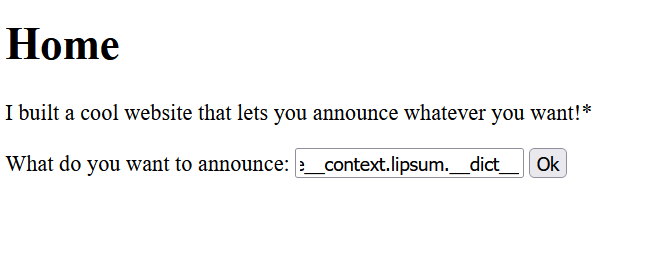 Home
I built a cool website that lets you announce whatever you want!*
What do you want to announce: __context.lipsum.__dict__ Ok